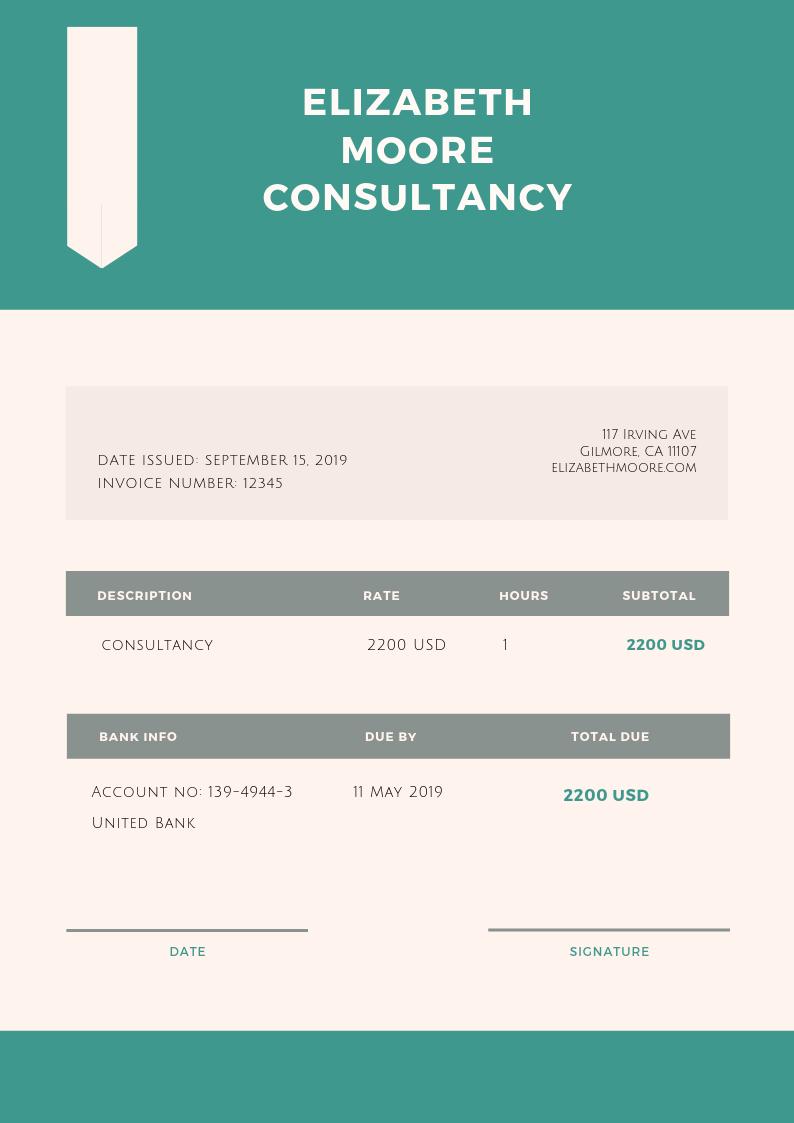 ELIZABETH
MOORE
CONSULTANCY
117 Irving Ave
Gilmore, CA 11107
ELIZABETHMOORE.COM
DATE ISSUED: SEPTEMBER 15, 2019
INVOICE NUMBER: 12345
DESCRIPTION RATE HOURS SUBTOTAL
CONSULTANCY 2200 USD 1 2200 USD
BANK INFO DUE BY TOTAL DUE
Account no: 139-4944-3 11 May 2019 2200 USD
United Bank
DATE SIGNATURE